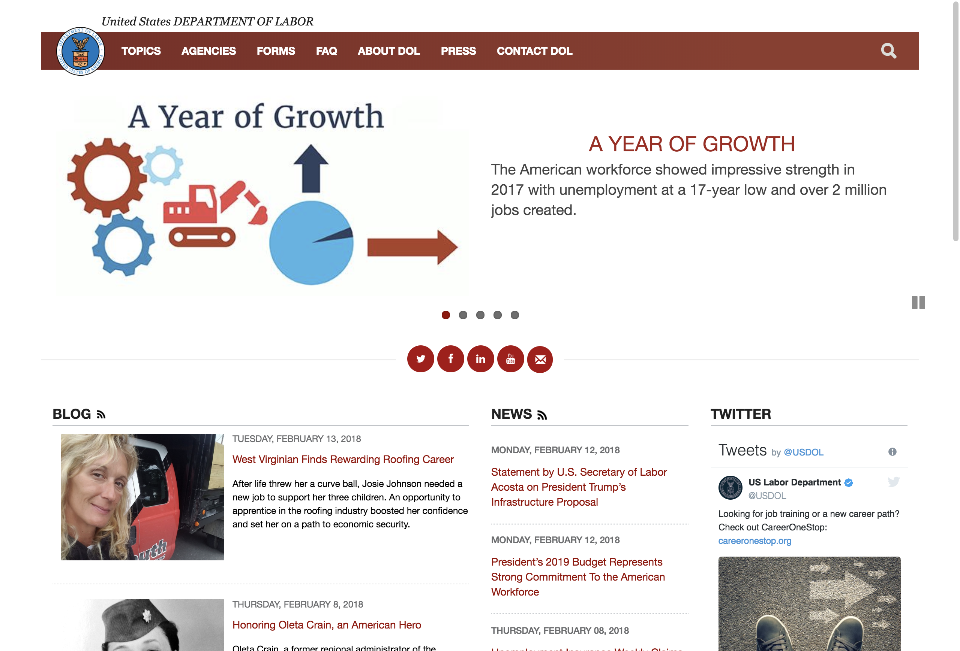 United States DEPARTMENT OF LABOR
TOPICS AGENCIES FORMS FAQ ABOUT DOL PRESS CONTACT DOL
A Year of Growth
A YEAR OF GROWTH
The American workforce showed impressive strength in
2017 with unemployment at a 17-year low and over 2 million
jobs created.
BLOG
TUESDAY, FEBRUARY 13, 2018
West Virginian Finds Rewarding Roofing Career
After life threw her a curve ball, Josie Johnson needed a
new job to support her three children. An opportunity to
apprentice in the roofing industry boosted her confidence
and set her on a path to economic security.
THURSDAY, FEBRUARY 8, 2018
Honoring Oleta Crain, an American Hero
Oleta Crain, a former regional administrator of the
NEWS
MONDAY, FEBRUARY 12, 2018
Statement by U.S. Secretary of Labor
Acosta on President Trump's
Infrastructure Proposal
MONDAY, FEBRUARY 12, 2018
President's 2019 Budget Represents
Strong Commitment To the American
Workforce
THURSDAY, FEBRUARY 08, 2018
Unemployment Insurance Weekly Claims
TWITTER
Tweets by @USDOL
US Labor Department
@USDOL
Looking for job training or a new career path?
Check out CareerOneStop:
careeronestop.org